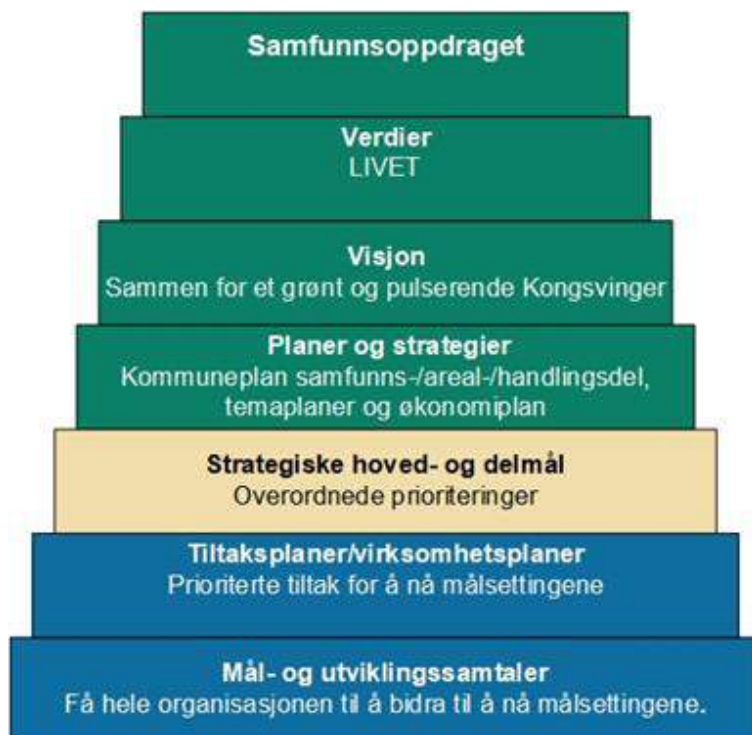 Samfunnsoppdraget
Verdier
LIVET
Visjon
Sammen for et grønt og pulserende Kongsvinger
Planer og strategier
Kommuneplan samfunns-/areal-/handlingsdel,
temaplaner og økonomiplan
Strategiske hoved- og delmål
Overordnede prioriteringer
Tiltaksplaner/virksomhetsplaner
Prioriterte tiltak for å nå målsettingene
Mål- og utviklingssamtaler
Få hele organisasjonen til å bidra til å nå målsettingene.